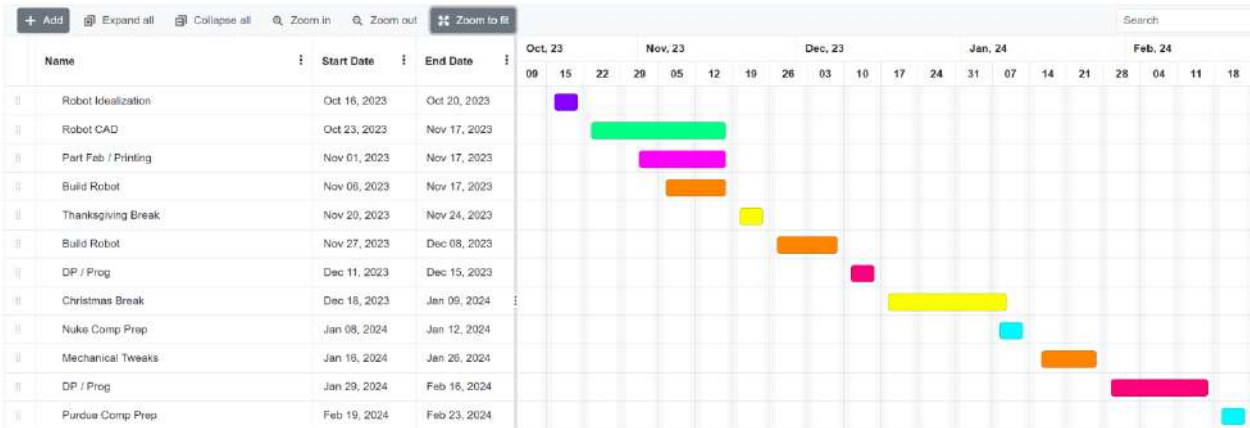 + Add Expand all Collapse all Zoom in Zoom out Zoom to fit Search
Name Start Date End Date Oct, 23 Nov, 23 Dec, 23 Jan, 24 Feb, 24
09 15 22 29 05 12 19 26 03 10 17 24 31 07 14 21 28 04 11 18
Robot Idealization Oct 16, 2023 Oct 20, 2023
Robot CAD Oct 23, 2023 Nov 17, 2023
Part Fab / Printing Nov 01, 2023 Nov 17, 2023
Build Robot Nov 06, 2023 Nov 17, 2023
Thanksgiving Break Nov 20, 2023 Nov 24, 2023
Build Robot Nov 27, 2023 Dec 08, 2023
DP / Prog Dec 11, 2023 Dec 15, 2023
Christmas Break Dec 18, 2023 Jan 09, 2024
Nuke Comp Prep Jan 08, 2024 Jan 12, 2024
Mechanical Tweaks Jan 16, 2024 Jan 26, 2024
DP / Prog Jan 29, 2024 Feb 16, 2024
Purdue Comp Prep Feb 19, 2024 Feb 23, 2024